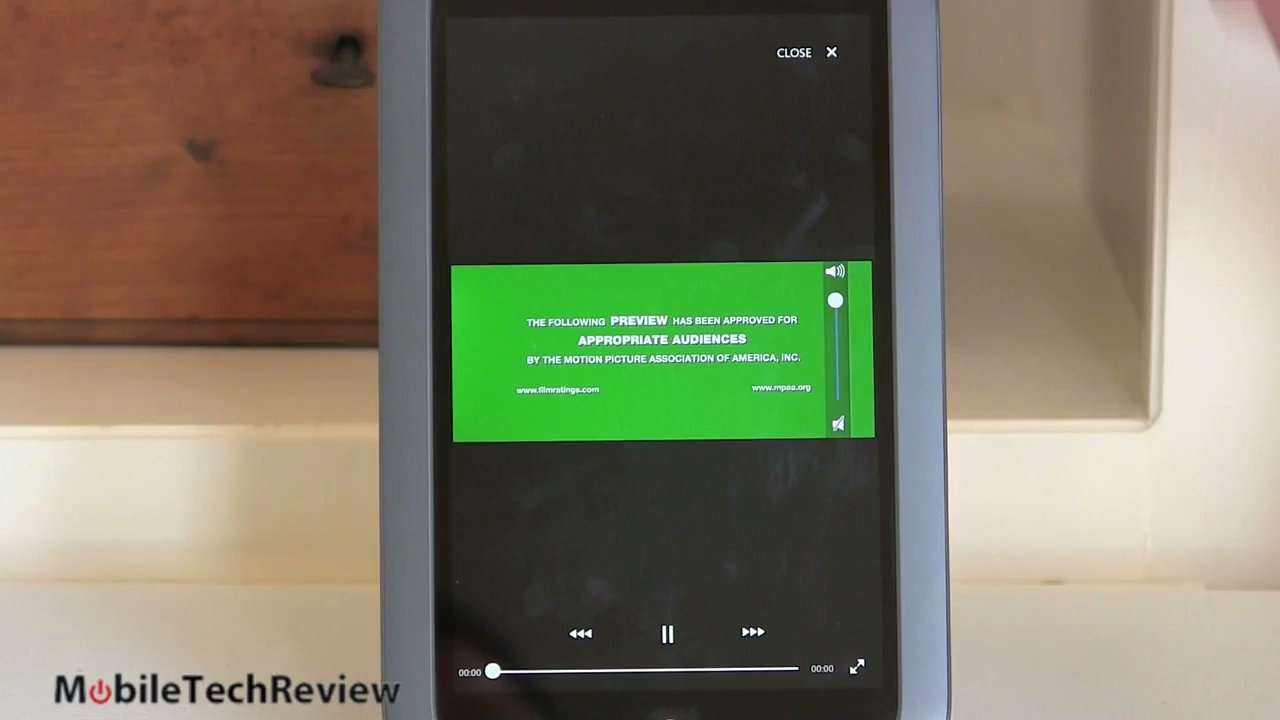 CLOSE X
THE FOLLOWING PREVIEW HAS BEEN APPROVED FOR
APPROPRIATE AUDIENCES
BY THE MOTION PICTURE ASSOCIATION OF AMERICA, INC.
www.filmratings.com www.mpaa.org
00:00 00:00
MobileTechReview